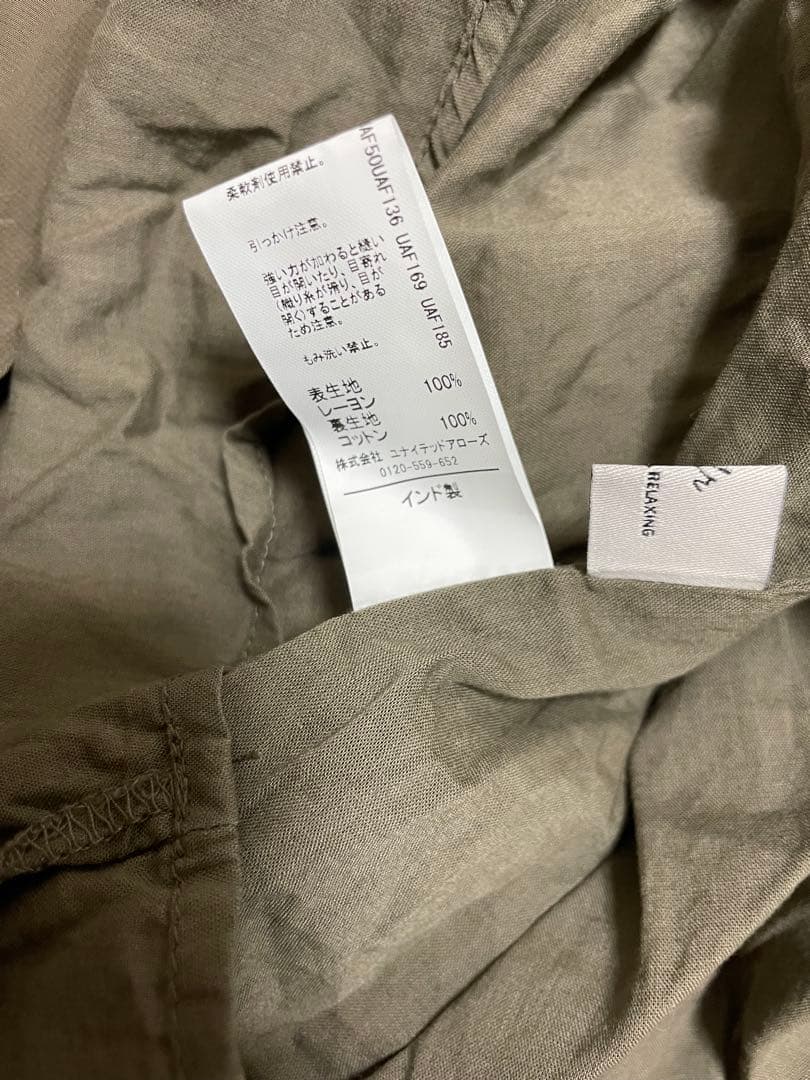 柔軟剤使用禁止。
引っかけ注意。
強い力が加わると縫い
目が開いたり、目寄れ
(織り糸が滑り、目が
開く)することがある
ため注意。
もみ洗い禁止。
表生地
レーヨン 100%
裏生地
コットン 100%
株式会社 ユナイテッドアローズ
0120-559-652
インド製
AF50UAF136 UAF169 UAF185
RELAXING